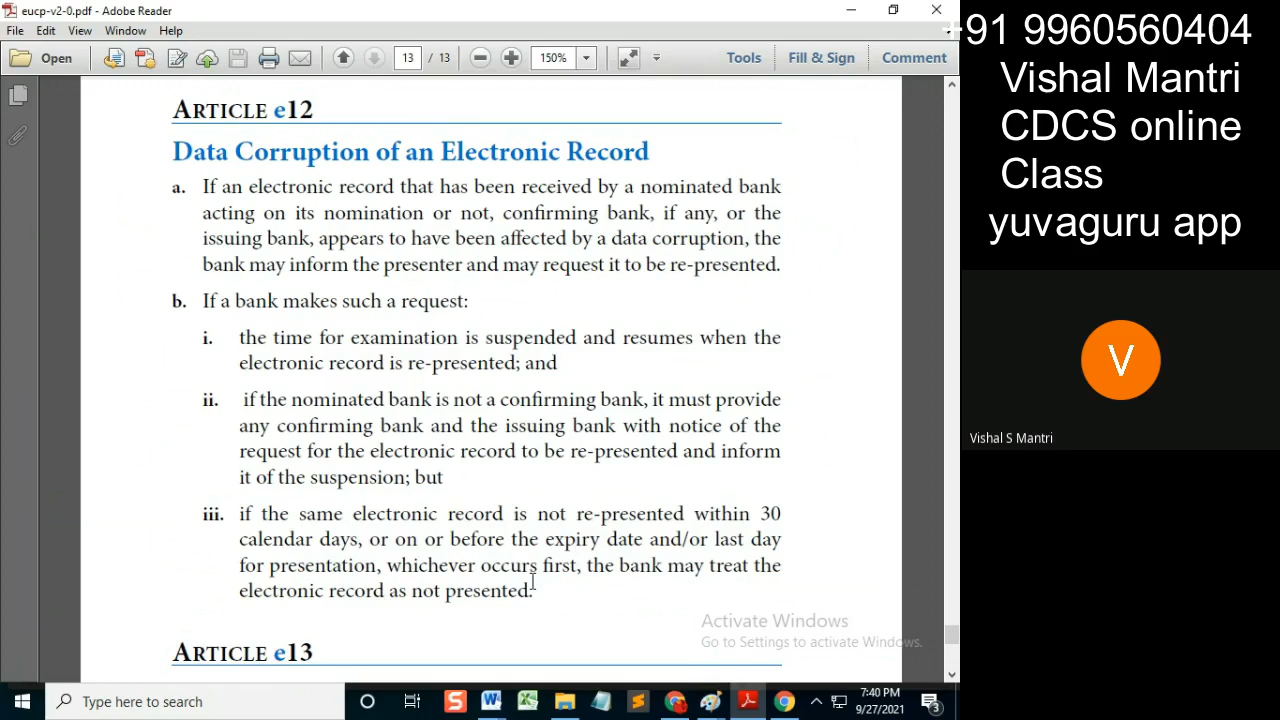 eucp-v2-0.pdf - Adobe Reader
File Edit View Window Help
Open 13 / 13 150% Tools Fill & Sign Comment
ARTICLE e12
Data Corruption of an Electronic Record
a. If an electronic record that has been received by a nominated bank
acting on its nomination or not, confirming bank, if any, or the
issuing bank, appears to have been affected by a data corruption, the
bank may inform the presenter and may request it to be re-presented.
b. If a bank makes such a request:
i. the time for examination is suspended and resumes when the
electronic record is re-presented; and
ii. if the nominated bank is not a confirming bank, it must provide
any confirming bank and the issuing bank with notice of the
request for the electronic record to be re-presented and inform
it of the suspension; but
iii. if the same electronic record is not re-presented within 30
calendar days, or on or before the expiry date and/or last day
for presentation, whichever occurs first, the bank may treat the
electronic record as not presented.
ARTICLE e13
Activate Windows
Go to Settings to activate Windows.
Type here to search
7:40 PM
9/27/2021
3
+91 9960560404
Vishal Mantri
CDCS online
Class
yuvaguru app
V
Vishal S Mantri